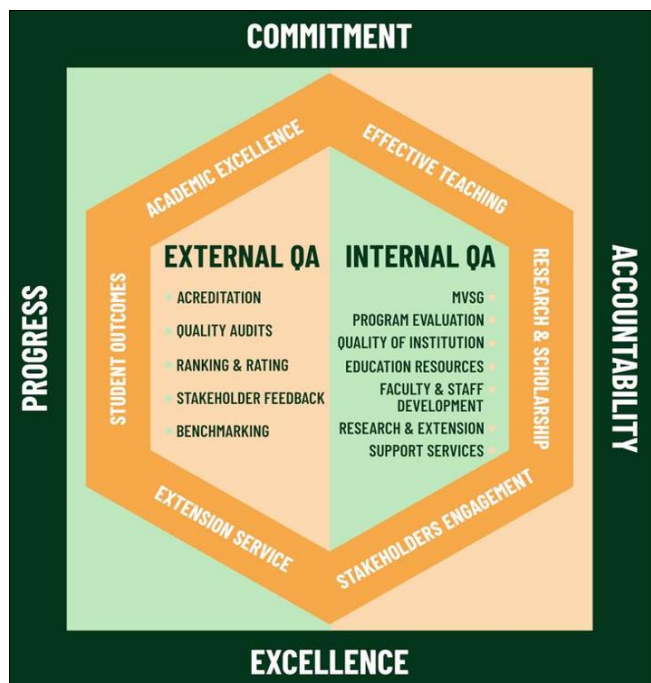 COMMITMENT
ACADEMIC EXCELLENCE
EFFECTIVE TEACHING
PROGRESS
STUDENT OUTCOMES
EXTERNAL QA
ACREDITATION
QUALITY AUDITS
RANKING & RATING
STAKEHOLDER FEEDBACK
BENCHMARKING
INTERNAL QA
MVSG
PROGRAM EVALUATION
QUALITY OF INSTITUTION
EDUCATION RESOURCES
FACULTY & STAFF
DEVELOPMENT
RESEARCH & EXTENSION
SUPPORT SERVICES
RESEARCH & SCHOLARSHIP
ACCOUNTABILITY
EXTENSION SERVICE
STAKEHOLDERS ENGAGEMENT
EXCELLENCE